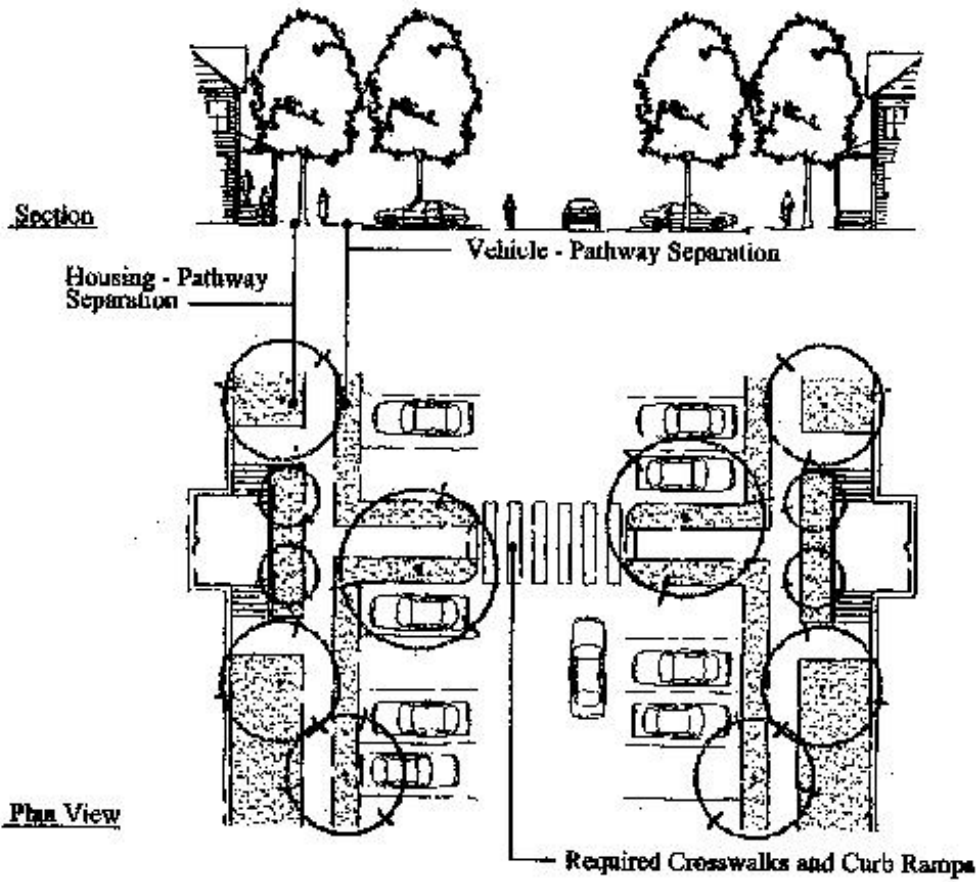 Section
Vehicle - Pathway Separation
Housing - Pathway
Separation
Plan View
Required Crosswalks and Curb Ramps